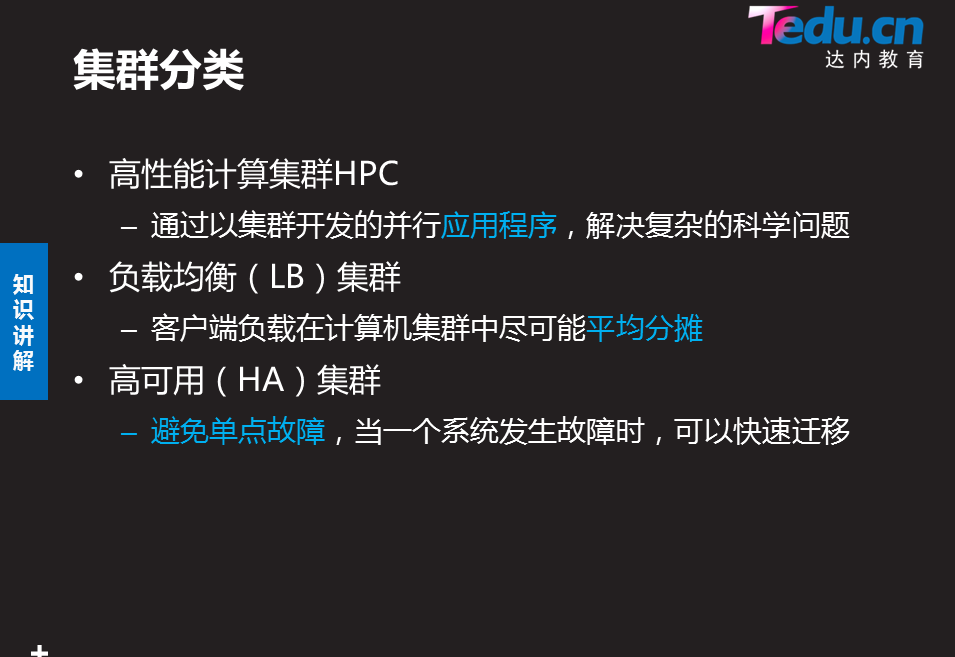 Tedu.cn
达内教育
集群分类
• 高性能计算集群HPC
– 通过以集群开发的并行应用程序，解决复杂的科学问题
• 负载均衡（LB）集群
– 客户端负载在计算机集群中尽可能平均分摊
• 高可用（HA）集群
– 避免单点故障，当一个系统发生故障时，可以快速迁移
知识讲解
+